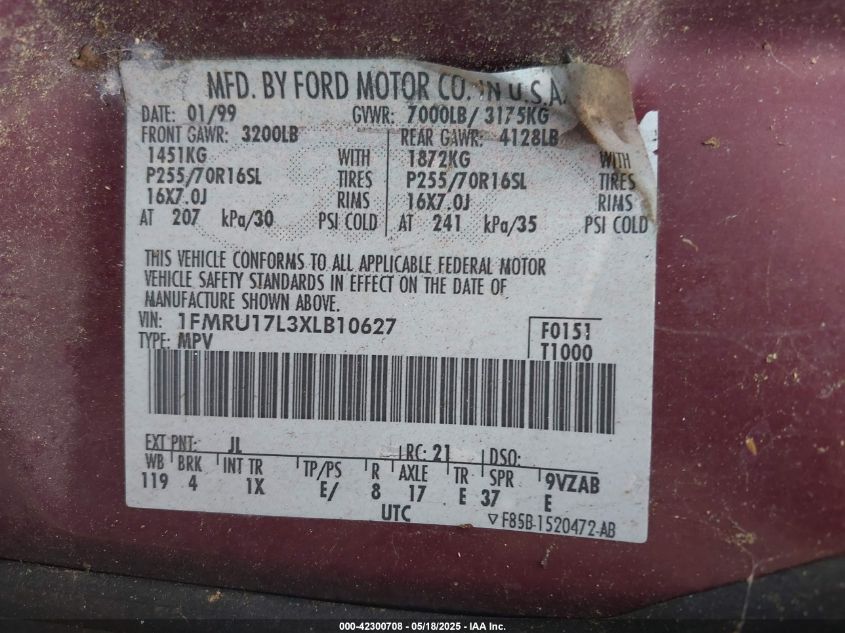 MFD. BY FORD MOTOR CO. IN U.S.A.
DATE: 01/99 GVWR: 7000LB/ 3175KG
FRONT GAWR: 3200LB REAR GAWR: 4128LB
1451KG WITH 1872KG WITH
P255/70R16SL TIRES P255/70R16SL TIRES
16X7.0J RIMS 16X7.0J RIMS
AT 207 kPa/30 PSI COLD AT 241 kPa/35 PSI COLD
THIS VEHICLE CONFORMS TO ALL APPLICABLE FEDERAL MOTOR
VEHICLE SAFETY STANDARDS IN EFFECT ON THE DATE OF
MANUFACTURE SHOWN ABOVE.
VIN: 1FMRU17L3XLB10627 F0151
TYPE: MPV T1000
EXT PNT: JL RC: 21 DSO:
WB BRK INT TR TP/PS R AXLE TR SPR 9VZAB
119 4 1X E/ 8 17 E 37 E
UTC ▽F85B-1520472-AB
000-42300708 - 05/18/2025 - IAA Inc.